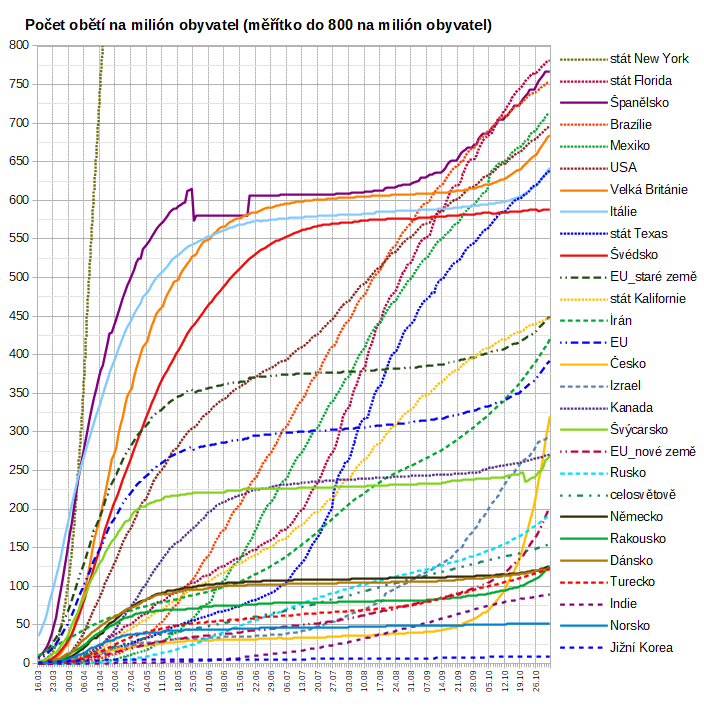 Počet obětí na milión obyvatel (měřítko do 800 na milión obyvatel)
800
750
700
650
600
550
500
450
400
350
300
250
200
150
100
50
0
stát New York
stát Florida
Španělsko
Brazílie
Mexiko
USA
Velká Británie
Itálie
stát Texas
Švédsko
EU_staré země
stát Kalifornie
Írán
EU
Česko
Izrael
Kanada
Švýcarsko
EU_nové země
Rusko
celosvětově
Německo
Rakousko
Dánsko
Turecko
Indie
Norsko
Jižní Korea
16.03
23.03
30.03
06.04
13.04
20.04
27.04
04.05
11.05
18.05
25.05
01.06
08.06
15.06
22.06
29.06
06.07
13.07
20.07
27.07
03.08
10.08
17.08
24.08
31.08
07.09
14.09
21.09
28.09
05.10
12.10
19.10
26.10